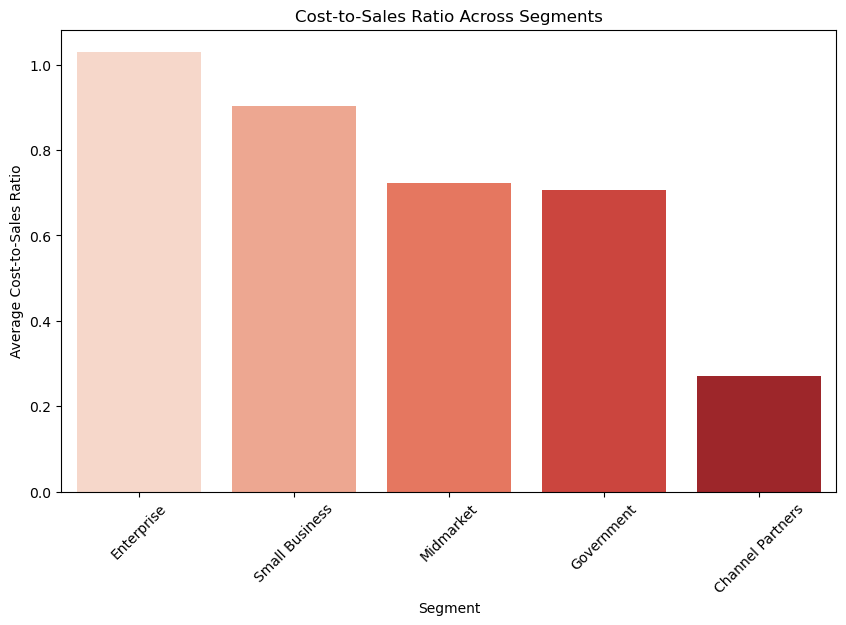 Cost-to-Sales Ratio Across Segments
Average Cost-to-Sales Ratio
1.0
0.8
0.6
0.4
0.2
0.0
Enterprise
Small Business
Midmarket
Government
Channel Partners
Segment